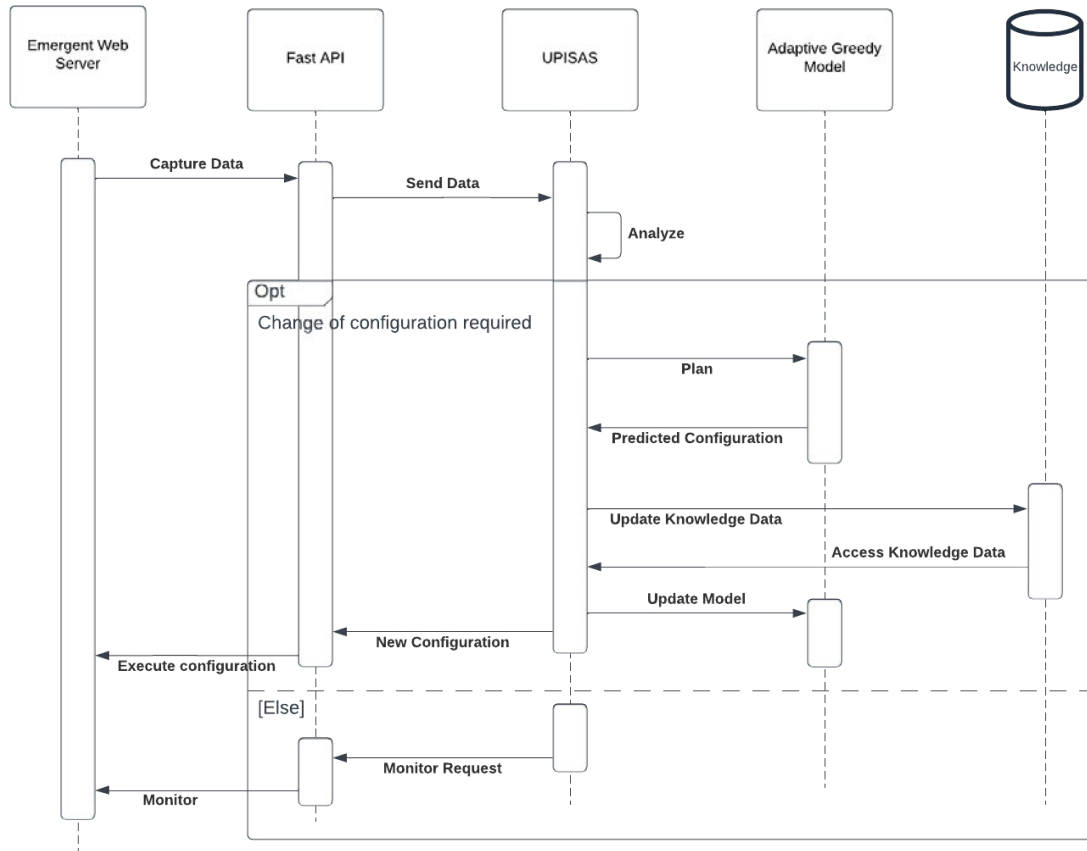 Emergent Web
Server
Fast API
UPISAS
Adaptive Greedy
Model
Knowledge
Capture Data
Send Data
Analyze
Opt
Change of configuration required
Plan
Predicted Configuration
Update Knowledge Data
Access Knowledge Data
Update Model
New Configuration
Execute configuration
[Else]
Monitor Request
Monitor